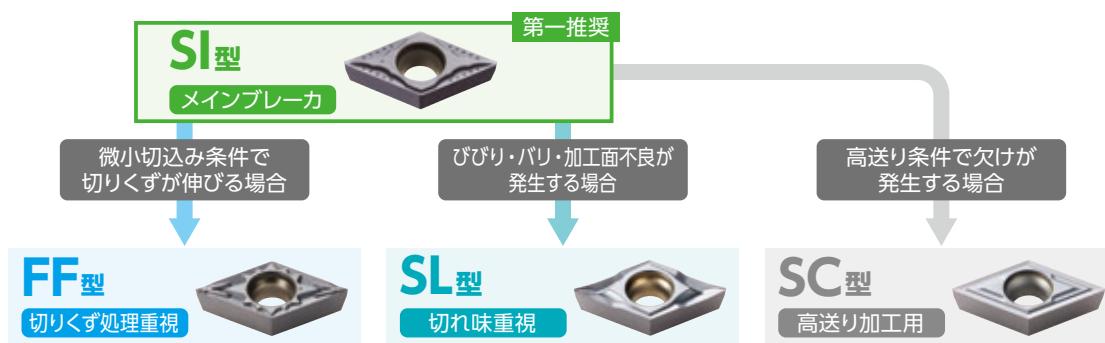 第一推奨
SI型
メインブレーカ
微小切込み条件で
切りくずが伸びる場合
びびり・バリ・加工面不良が
発生する場合
高送り条件で欠けが
発生する場合
FF型
切りくず処理重視
SL型
切れ味重視
SC型
高送り加工用